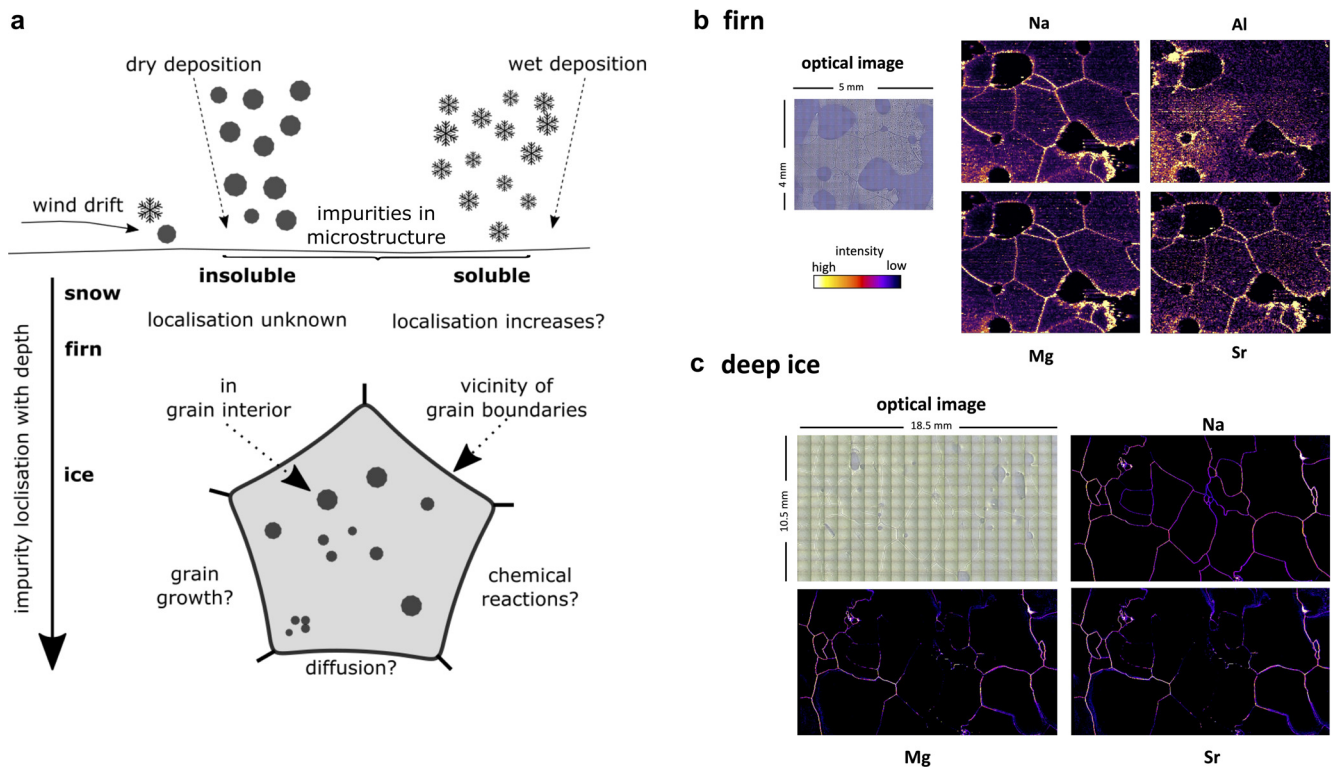 a
dry deposition
wet deposition
wind drift
impurities in
microstructure
insoluble
soluble
snow
localisation unknown
localisation increases?
firn
impurity loclisation with depth
in
grain interior
vicinity of
grain boundaries
ice
grain
growth?
chemical
reactions?
diffusion?
b firn
Na
Al
optical image
5 mm
4 mm
intensity
high
low
Mg
Sr
c deep ice
optical image
18.5 mm
10.5 mm
Na
Mg
Sr